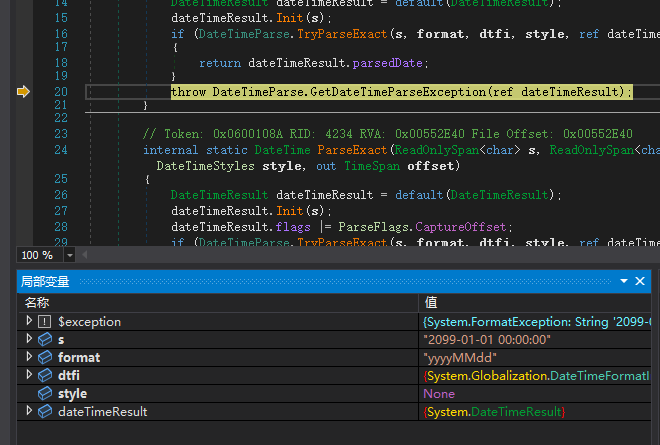 14 DateTimeResult dateTimeResult = default(DateTimeResult);
15 dateTimeResult.Init(s);
16 if (DateTimeParse.TryParseExact(s, format, dtfi, style, ref dateTime
17 {
18 return dateTimeResult.parsedDate;
19 }
20 throw DateTimeParse.GetDateTimeParseException(ref dateTimeResult);
21 }
22
23 // Token: 0x0600108A RID: 4234 RVA: 0x00552E40 File Offset: 0x00552E40
24 internal static DateTime ParseExact(ReadOnlySpan<char> s, ReadOnlySpan<char
DateTimeStyles style, out TimeSpan offset)
25 {
26 DateTimeResult dateTimeResult = default(DateTimeResult);
27 dateTimeResult.Init(s);
28 dateTimeResult.flags |= ParseFlags.CaptureOffset;
29 if (DateTimeParse.TryParseExact(s, format, dtfi, style, ref dateTime
100 %
局部变量
名称 值
$exception {System.FormatException: String '2099-0
s "2099-01-01 00:00:00"
format "yyyyMMdd"
dtfi {System.Globalization.DateTimeFormatI
style None
dateTimeResult {System.DateTimeResult}